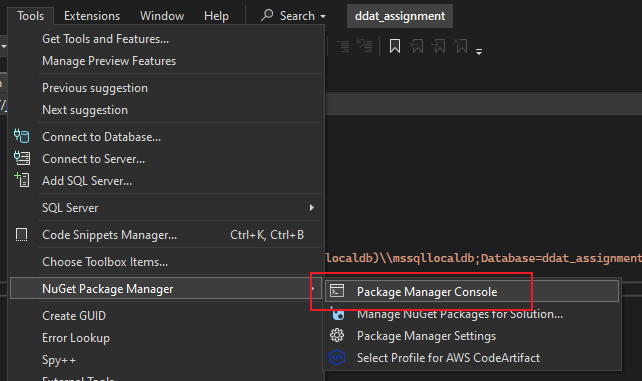 Tools Extensions Window Help Search ddat_assignment
Get Tools and Features...
Manage Preview Features
Previous suggestion
Next suggestion
Connect to Database...
Connect to Server...
Add SQL Server...
SQL Server
Code Snippets Manager... Ctrl+K, Ctrl+B
Choose Toolbox Items...
localdb)\\mssqllocaldb;Database=ddat_assignment
NuGet Package Manager
Package Manager Console
Manage NuGet Packages for Solution...
Create GUID
Package Manager Settings
Error Lookup
Select Profile for AWS CodeArtifact
Spy++
External Tools